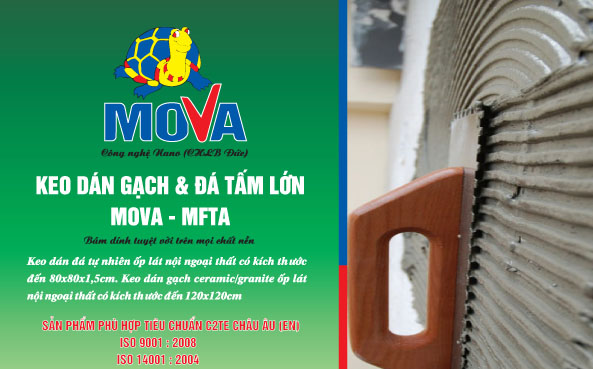 MOVA
Công nghệ Nano (CHLB Đức)
KEO DÁN GẠCH & ĐÁ TẤM LỚN
MOVA - MFTA
Bám dính tuyệt vời trên mọi chất nền
Keo dán đá tự nhiên ốp lát nội ngoại thất có kích thước
đến 80x80x1,5cm. Keo dán gạch ceramic/granite ốp lát
nội ngoại thất có kích thước đến 120x120cm
SẢN PHẨM PHÙ HỢP TIÊU CHUẨN C2TE CHÂU ÂU (EN)
ISO 9001 : 2008
ISO 14001 : 2004